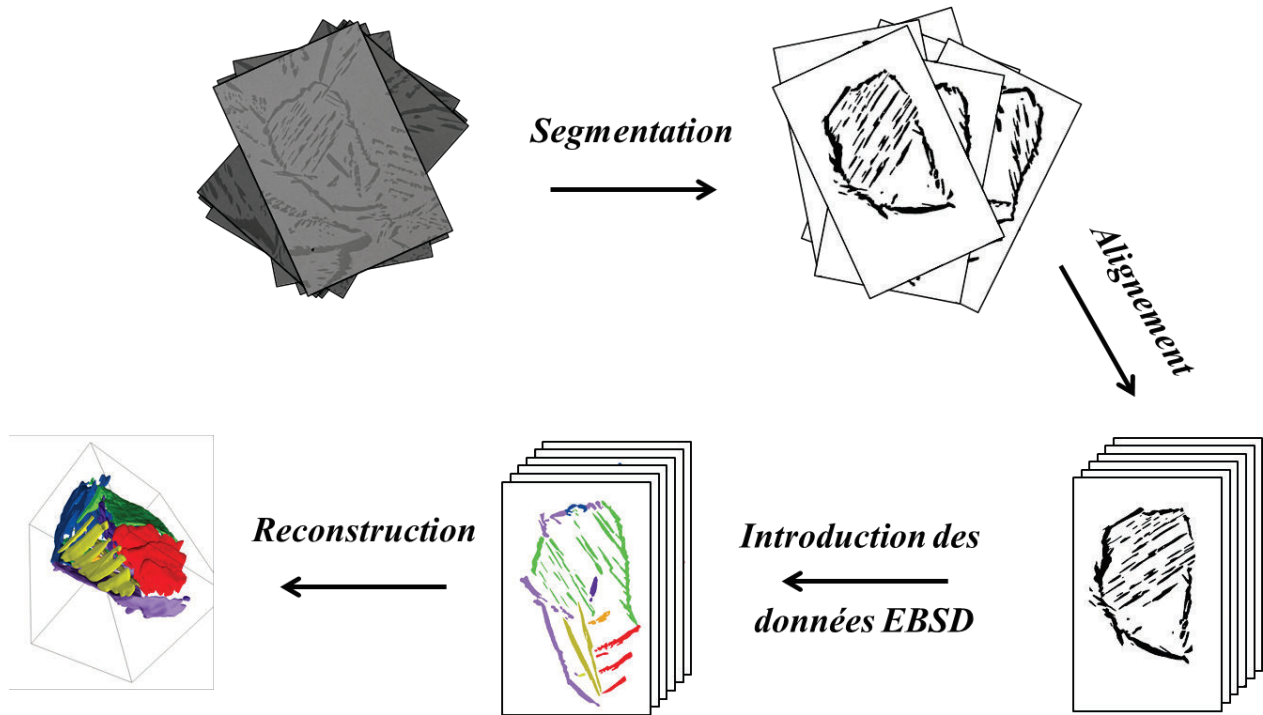 Segmentation
Alignement
Introduction des
données EBSD
Reconstruction